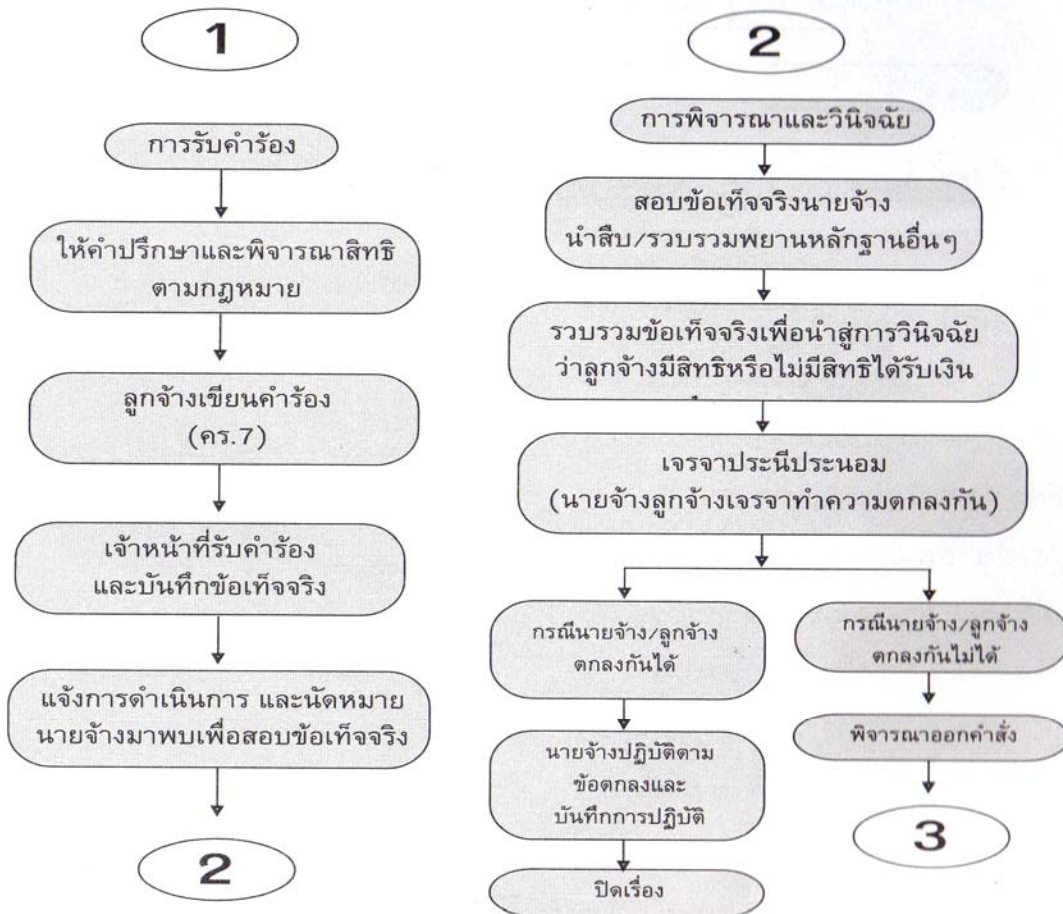 1
การรับคำร้อง
ให้คำปรึกษาและพิจารณาสิทธิ
ตามกฎหมาย
ลูกจ้างเขียนคำร้อง
(คร.7)
เจ้าหน้าที่รับคำร้อง
และบันทึกข้อเท็จจริง
แจ้งการดำเนินการ และนัดหมาย
นายจ้างมาพบเพื่อสอบข้อเท็จจริง
2
2
การพิจารณาและวินิจฉัย
สอบข้อเท็จจริงนายจ้าง
นำสืบ/รวบรวมพยานหลักฐานอื่นๆ
รวบรวมข้อเท็จจริงเพื่อนำสู่การวินิจฉัย
ว่าลูกจ้างมีสิทธิหรือไม่มีสิทธิได้รับเงิน
เจรจาประนีประนอม
(นายจ้างลูกจ้างเจรจาทำความตกลงกัน)
กรณีนายจ้าง/ลูกจ้าง
ตกลงกันได้
นายจ้างปฏิบัติตาม
ข้อตกลงและ
บันทึกการปฏิบัติ
ปิดเรื่อง
กรณีนายจ้าง/ลูกจ้าง
ตกลงกันไม่ได้
พิจารณาออกคำสั่ง
3